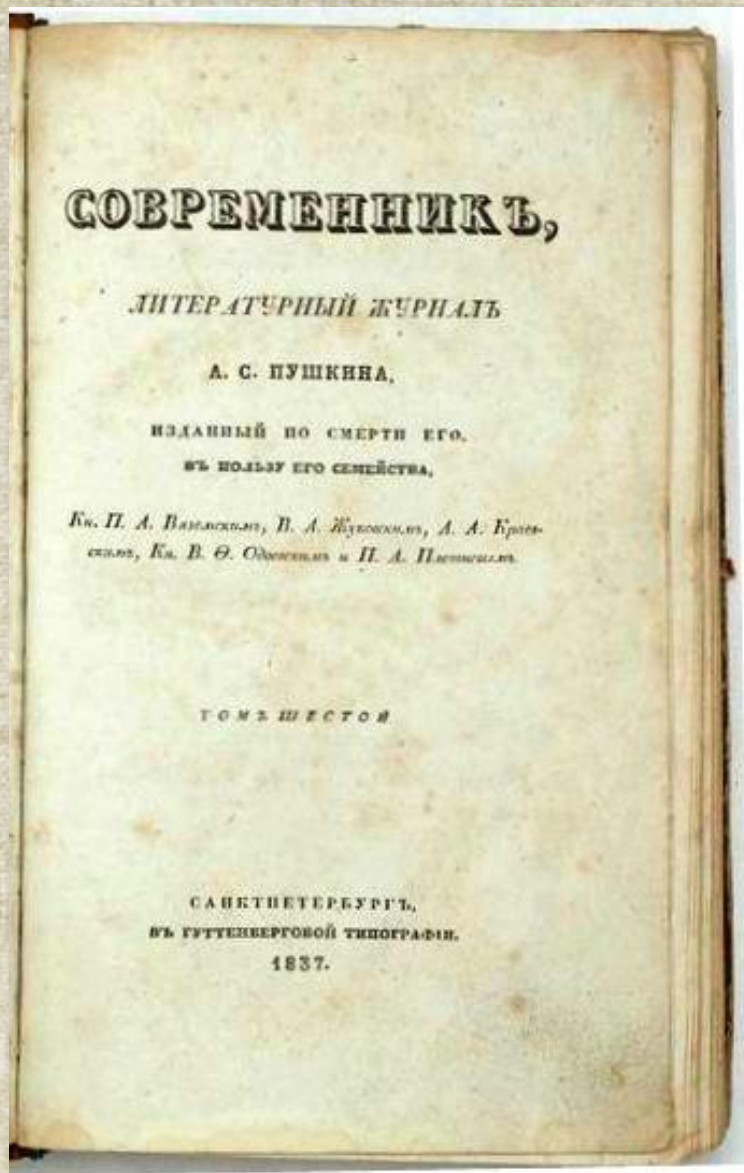 СОВРЕМЕННИКЪ,
ЛИТЕРАТУРНЫЙ ЖУРНАЛЪ
А. С. ПУШКИНА,
ИЗДАННЫЙ ПО СМЕРТИ ЕГО,
ВЪ ПОЛЬЗУ ЕГО СЕМЕЙСТВА,
Кн. П. А. Вяземскимъ, В. А. Жуковскимъ, А. А. Краев-
скимъ, Кн. В. Ѳ. Одоевскимъ и П. А. Плетневымъ
ТОМЪ ШЕСТОЙ
САНКТПЕТЕРБУРГЪ,
ВЪ ГУТТЕНБЕРГОВОЙ ТИПОГРАФІИ.
1837.